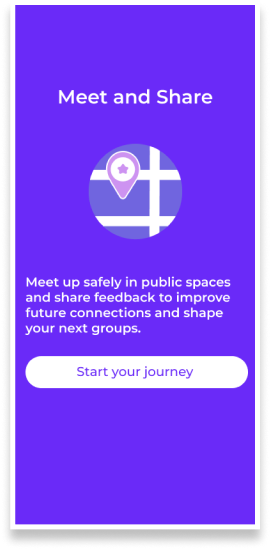 Meet and Share
Meet up safely in public spaces
and share feedback to improve
future connections and shape
your next groups.
Start your journey